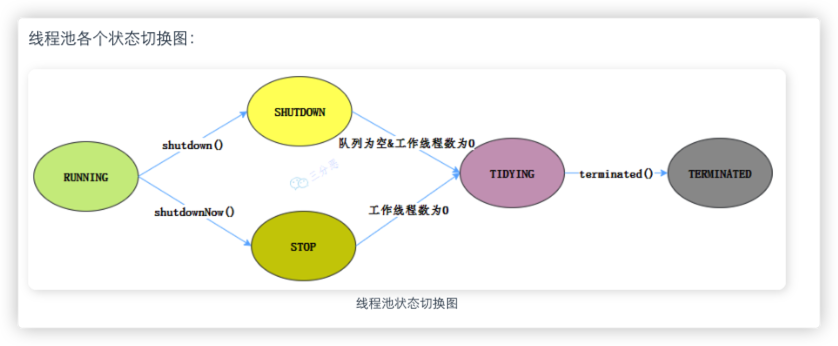 线程池各个状态切换图：
SHUTDOWN
shutdown()
队列为空&工作线程数为0
RUNNING
三分恶
TIDYING
terminated()
TERMINATED
shutdownNow()
工作线程数为0
STOP
线程池状态切换图